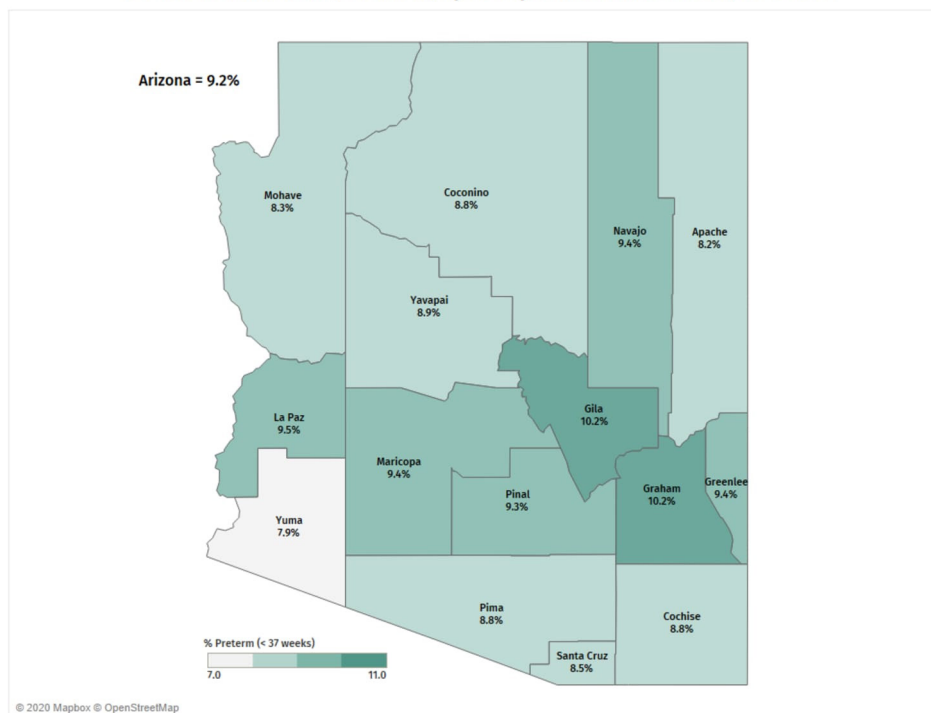 Arizona = 9.2%
Mohave
8.3%
Coconino
8.8%
Navajo
9.4%
Apache
8.2%
Yavapai
8.9%
La Paz
9.5%
Gila
10.2%
Maricopa
9.4%
Pinal
9.3%
Graham
10.2%
Greenlee
9.4%
Yuma
7.9%
Pima
8.8%
Cochise
8.8%
Santa Cruz
8.5%
% Preterm (< 37 weeks)
7.0 11.0
© 2020 Mapbox © OpenStreetMap